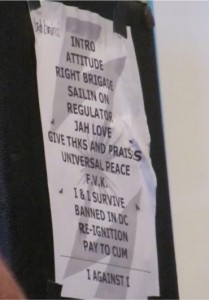 INTRO
ATTITUDE
RIGHT BRIGADE
SAILIN ON
REGULATOR
JAH LOVE
GIVE THKS AND PRAISS
UNIVERSAL PEACE
F.V.K.
I & I SURVIVE
BANNED IN DC
RE-IGNITION
PAY TO CUM
I AGAINST I